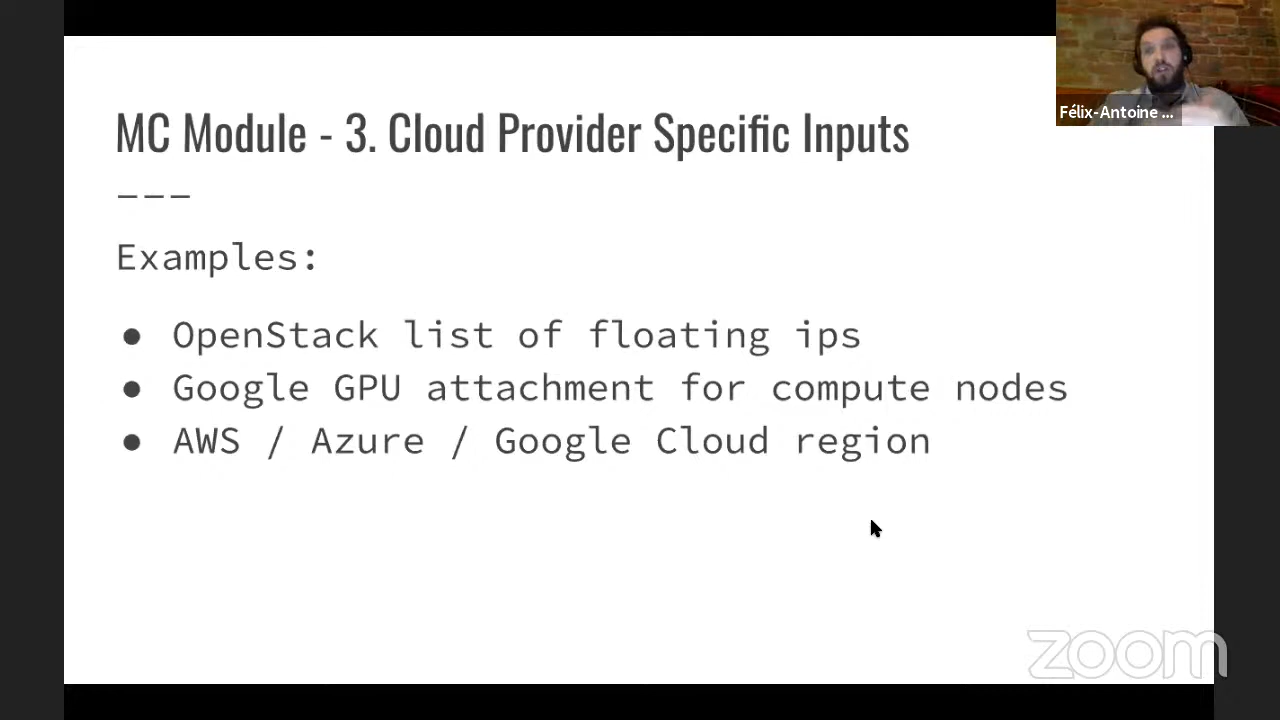 MC Module - 3. Cloud Provider Specific Inputs
Examples:
● OpenStack list of floating ips
● Google GPU attachment for compute nodes
● AWS / Azure / Google Cloud region
Félix-Antoine ...
zoom